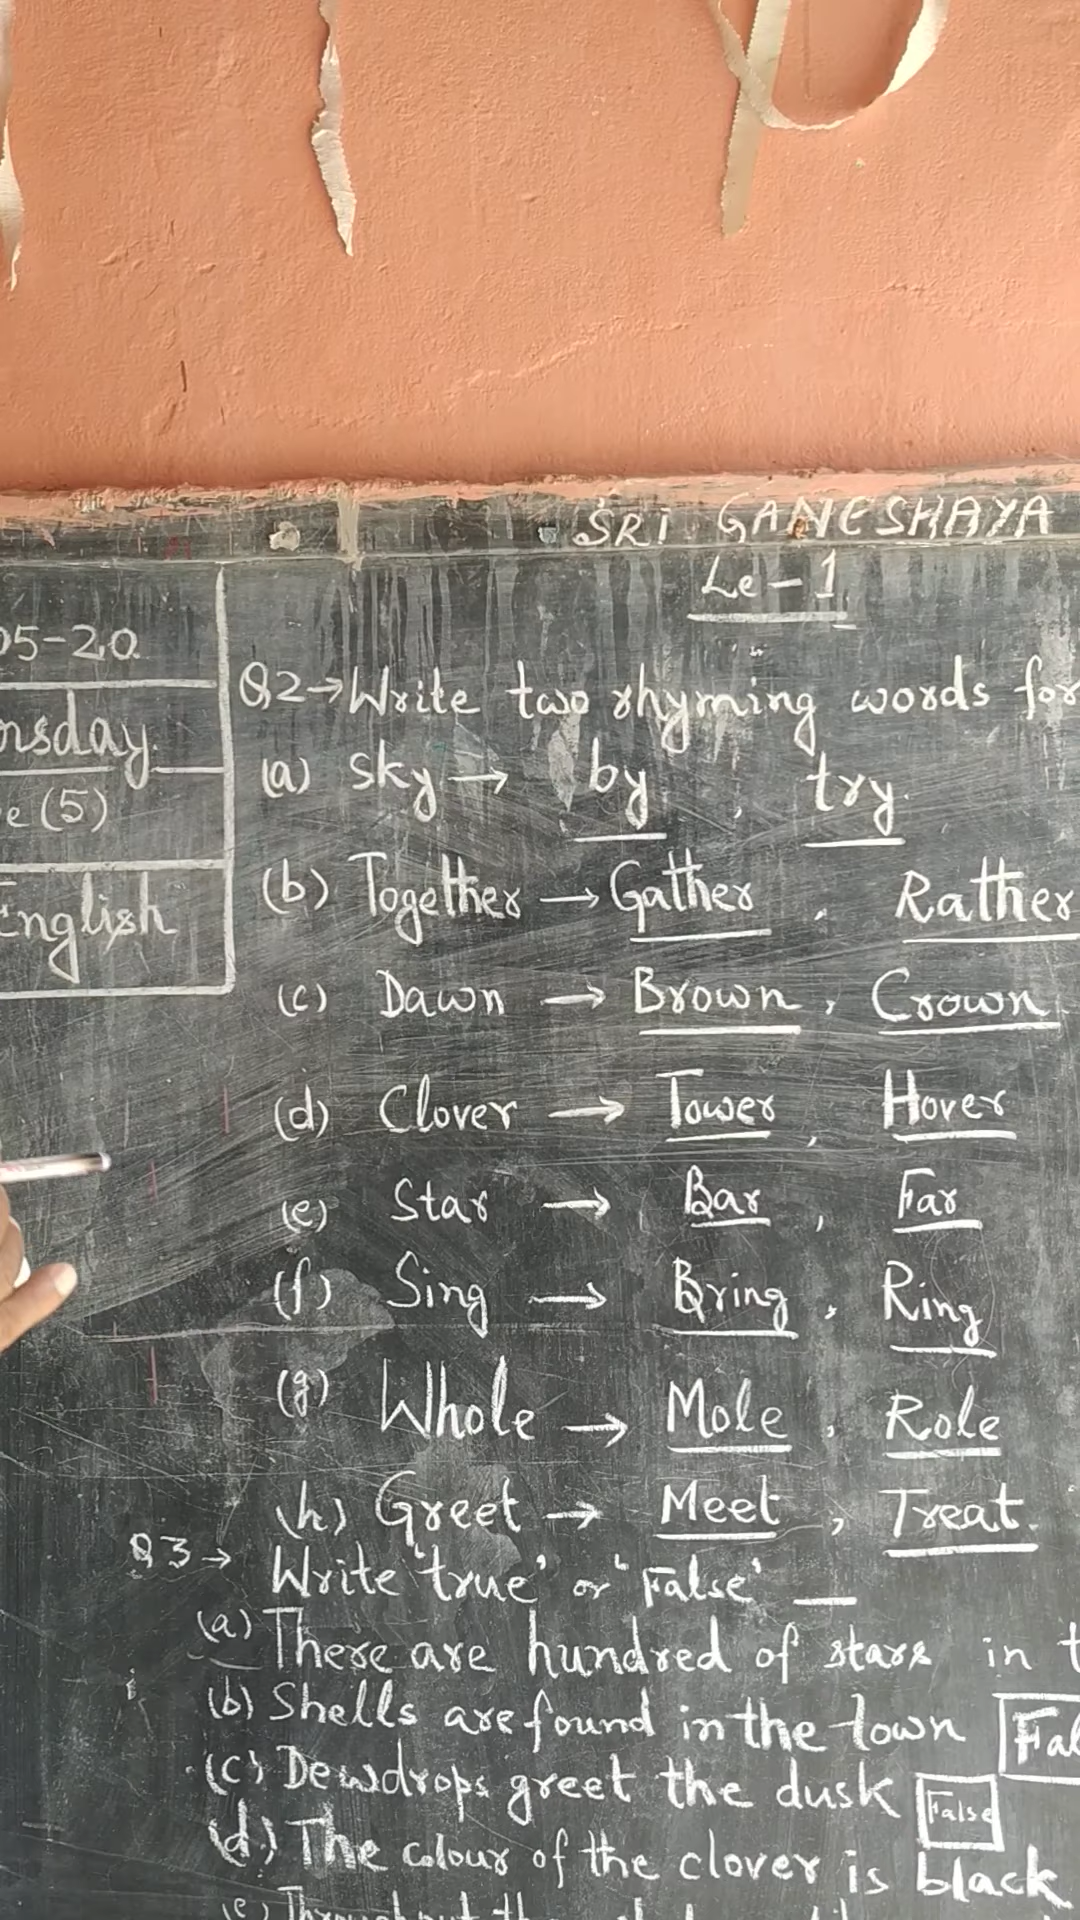 SRI GANESHAYA
Le-1
05-20
nsday
e (5)
English
Q2→Write two rhyming words for
(a) Sky → by, try.
(b) Together → Gather, Rather
(c) Dawn → Brown, Crown
(d) Clover → Tower, Hover
(e) Star → Bar, Far
(f) Sing → Bring, Ring
(g) Whole → Mole, Role
(h) Greet → Meet, Treat.
Q3→ Write 'true' or 'False' —
(a) There are hundred of stars in t
(b) Shells are found in the town Fal
(c) Dewdrops greet the dusk False
(d) The colour of the clover is black
(e) Throughout the